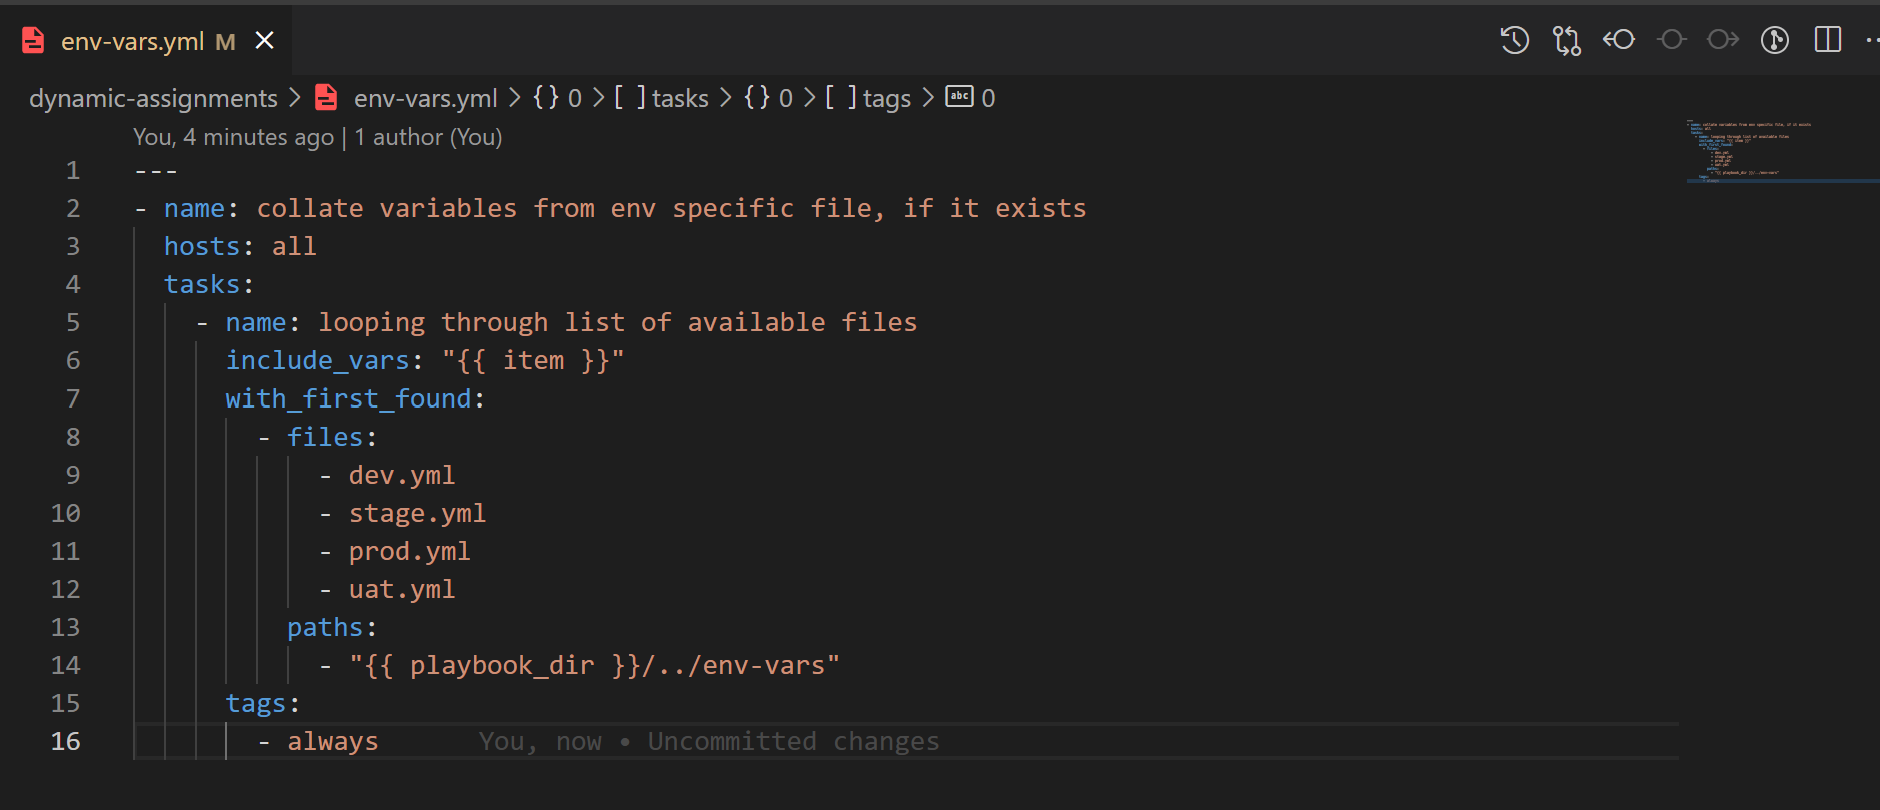 env-vars.yml M
dynamic-assignments > env-vars.yml > {} 0 > [ ] tasks > {} 0 > [ ] tags > abc 0
You, 4 minutes ago | 1 author (You)
1 ---
2 - name: collate variables from env specific file, if it exists
3 hosts: all
4 tasks:
5 - name: looping through list of available files
6 include_vars: "{{ item }}"
7 with_first_found:
8 - files:
9 - dev.yml
10 - stage.yml
11 - prod.yml
12 - uat.yml
13 paths:
14 - "{{ playbook_dir }}/../env-vars"
15 tags:
16 - always You, now • Uncommitted changes